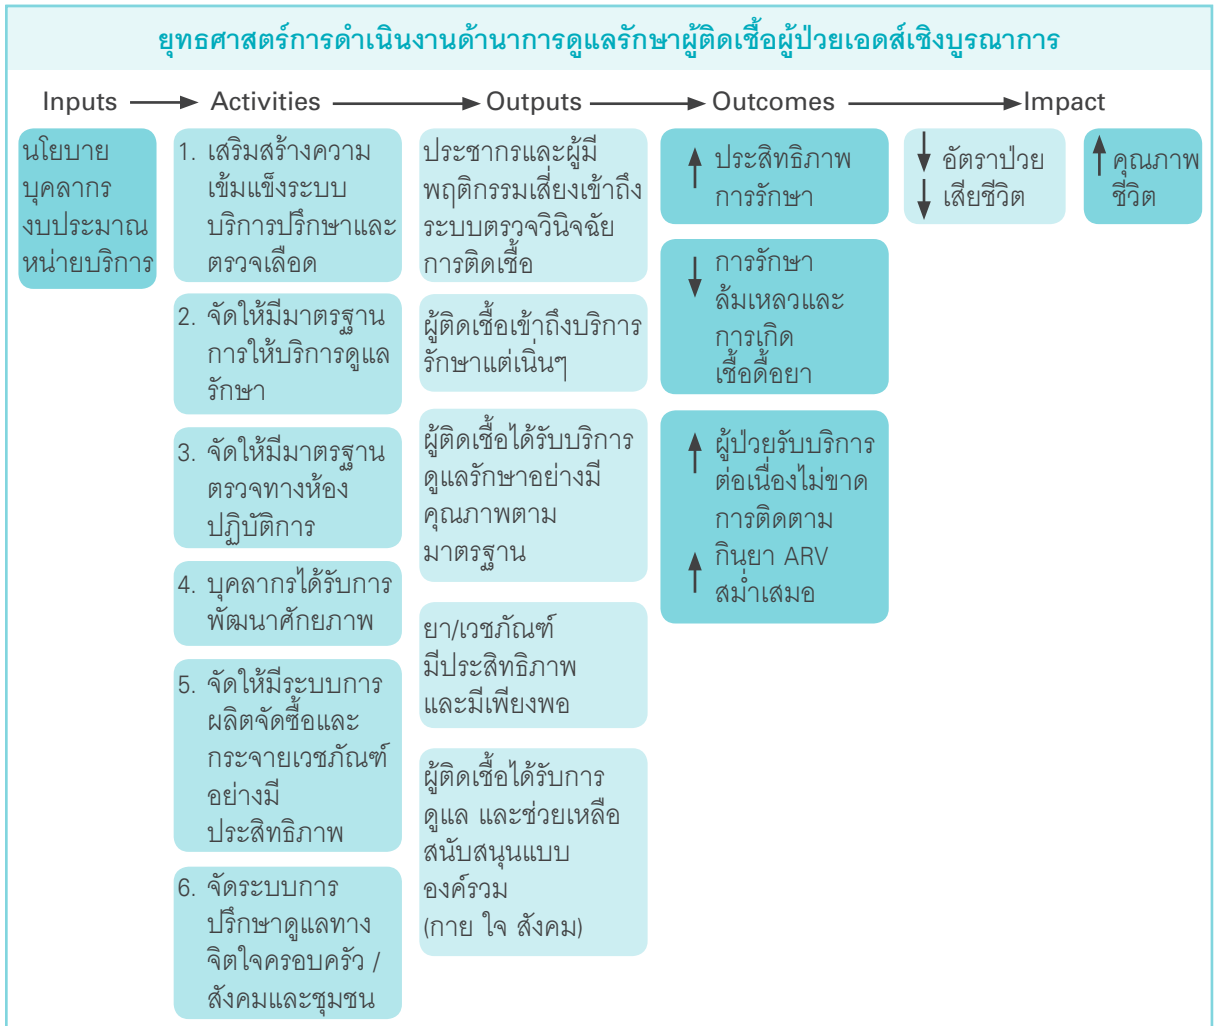 ยุทธศาสตร์การดำเนินงานด้านาการดูแลรักษาผู้ติดเชื้อผู้ป่วยเอดส์เชิงบูรณาการ
Inputs
Activities
Outputs
Outcomes
Impact
นโยบาย
บุคลากร
งบประมาณ
หน่ายบริการ
1. เสริมสร้างความ
เข้มแข็งระบบ
บริการปรึกษาและ
ตรวจเลือด
2. จัดให้มีมาตรฐาน
การให้บริการดูแล
รักษา
3. จัดให้มีมาตรฐาน
ตรวจทางห้อง
ปฏิบัติการ
4. บุคลากรได้รับการ
พัฒนาศักยภาพ
5. จัดให้มีระบบการ
ผลิตจัดซื้อและ
กระจายเวชภัณฑ์
อย่างมี
ประสิทธิภาพ
6. จัดระบบการ
ปรึกษาดูแลทาง
จิตใจครอบครัว /
สังคมและชุมชน
ประชากรและผู้มี
พฤติกรรมเสี่ยงเข้าถึง
ระบบตรวจวินิจฉัย
การติดเชื้อ
ผู้ติดเชื้อเข้าถึงบริการ
รักษาแต่เนิ่นๆ
ผู้ติดเชื้อได้รับบริการ
ดูแลรักษาอย่างมี
คุณภาพตาม
มาตรฐาน
ยา/เวชภัณฑ์
มีประสิทธิภาพ
และมีเพียงพอ
ผู้ติดเชื้อได้รับการ
ดูแล และช่วยเหลือ
สนับสนุนแบบ
องค์รวม
(กาย ใจ สังคม)
ประสิทธิภาพ
การรักษา
การรักษา
ล้มเหลวและ
การเกิด
เชื้อดื้อยา
ผู้ป่วยรับบริการ
ต่อเนื่องไม่ขาด
การติดตาม
กินยา ARV
สม่ำเสมอ
อัตราป่วย
เสียชีวิต
คุณภาพ
ชีวิต